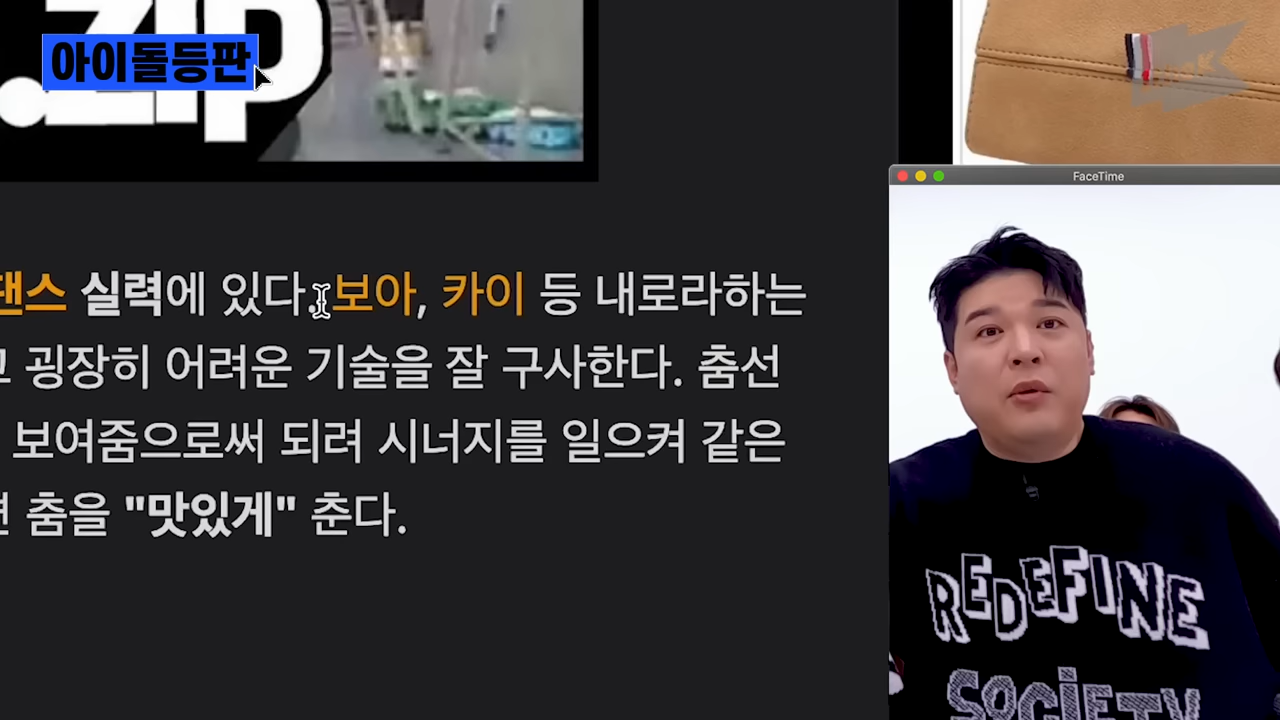 .zip
아이돌등판
FaceTime
댄스 실력에 있다. 보아, 카이 등 내로라하는
고 굉장히 어려운 기술을 잘 구사한다. 춤선
보여줌으로써 되려 시너지를 일으켜 같은
춤을 "맛있게" 춘다.
REDEFINE
SOCIETY